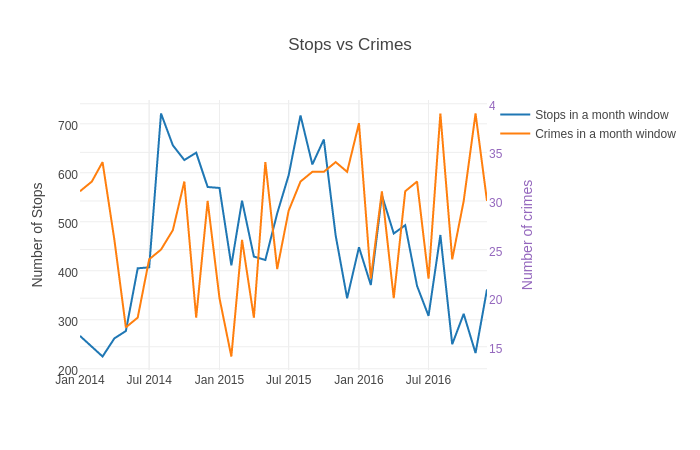 Stops vs Crimes
Stops in a month window
Crimes in a month window
Number of Stops
700
600
500
400
300
200
4
35
30
25
20
15
Number of crimes
Jan 2014
Jul 2014
Jan 2015
Jul 2015
Jan 2016
Jul 2016